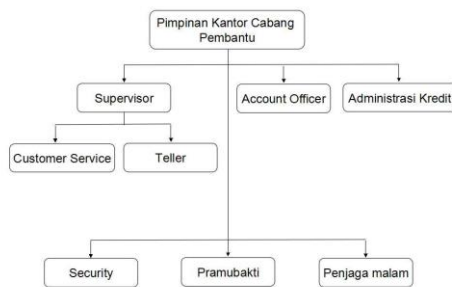 Pimpinan Kantor Cabang
Pembantu
Supervisor
Account Officer
Administrasi Kredit
Customer Service
Teller
Security
Pramubakti
Penjaga malam